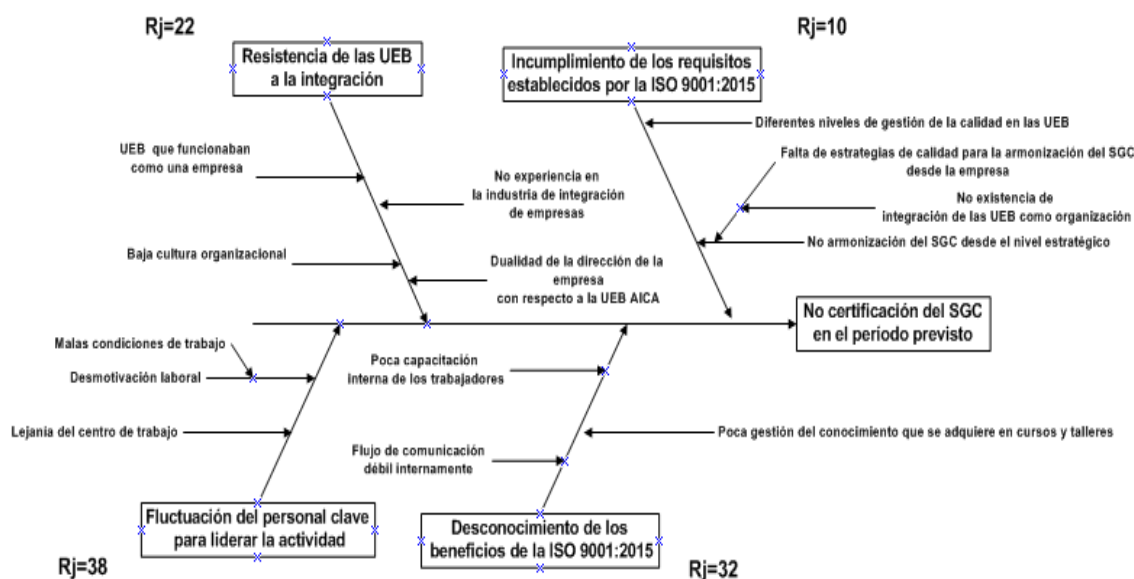 Rj=22
Resistencia de las UEB
a la integración
UEB que funcionaban
como una empresa
No experiencia en
la industria de integración
de empresas
Baja cultura organizacional
Dualidad de la dirección de la
empresa
con respecto a la UEB AICA
Rj=10
Incumplimiento de los requisitos
establecidos por la ISO 9001:2015
Diferentes niveles de gestión de la calidad en las UEB
Falta de estrategias de calidad para la armonización del SGC
desde la empresa
No existencia de
integración de las UEB como organización
No armonización del SGC desde el nivel estratégico
No certificación del SGC
en el período previsto
Malas condiciones de trabajo
Desmotivación laboral
Lejanía del centro de trabajo
Fluctuación del personal clave
para liderar la actividad
Rj=38
Poca capacitación
interna de los trabajadores
Poca gestión del conocimiento que se adquiere en cursos y talleres
Flujo de comunicación
débil internamente
Desconocimiento de los
beneficios de la ISO 9001:2015
Rj=32